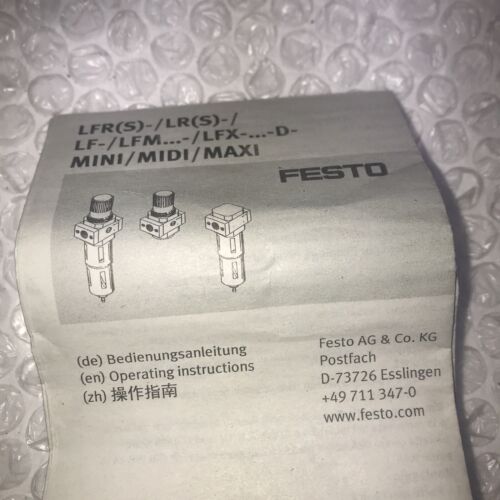 LFR(S)-/LR(S)-/
LF-/LFM...-/LFX-...-D-
MINI/MIDI/MAXI
FESTO
(de) Bedienungsanleitung
(en) Operating instructions
(zh) 操作指南
Festo AG & Co. KG
Postfach
D-73726 Esslingen
+49 711 347-0
www.festo.com